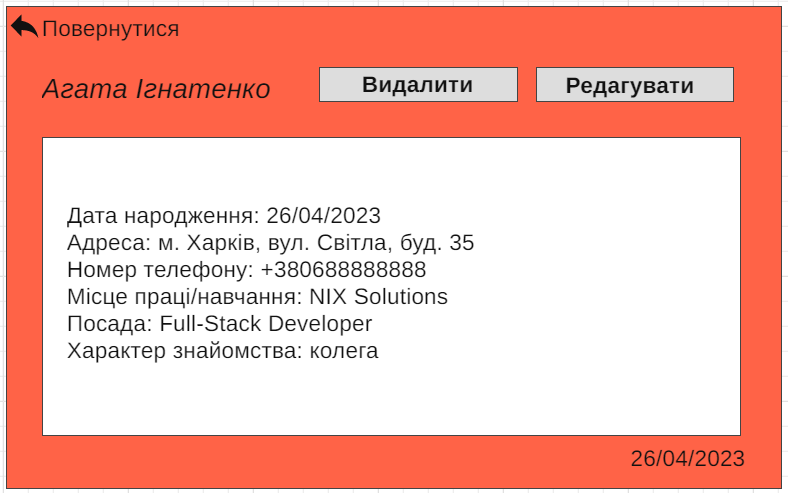 Повернутися
Агата Ігнатенко
Видалити
Редагувати
Дата народження: 26/04/2023
Адреса: м. Харків, вул. Світла, буд. 35
Номер телефону: +380688888888
Місце праці/навчання: NIX Solutions
Посада: Full-Stack Developer
Характер знайомства: колега
26/04/2023